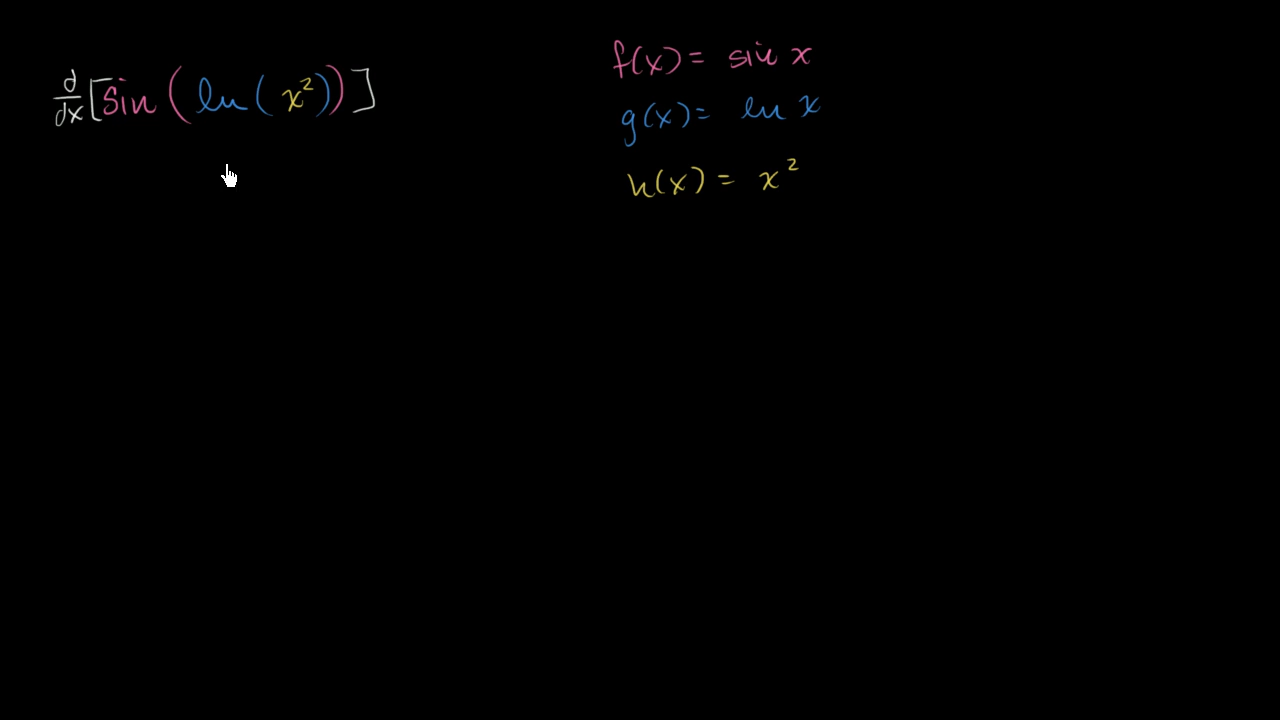 d/dx [sin(ln(x²))]
f(x) = sin x
g(x) = ln x
h(x) = x²